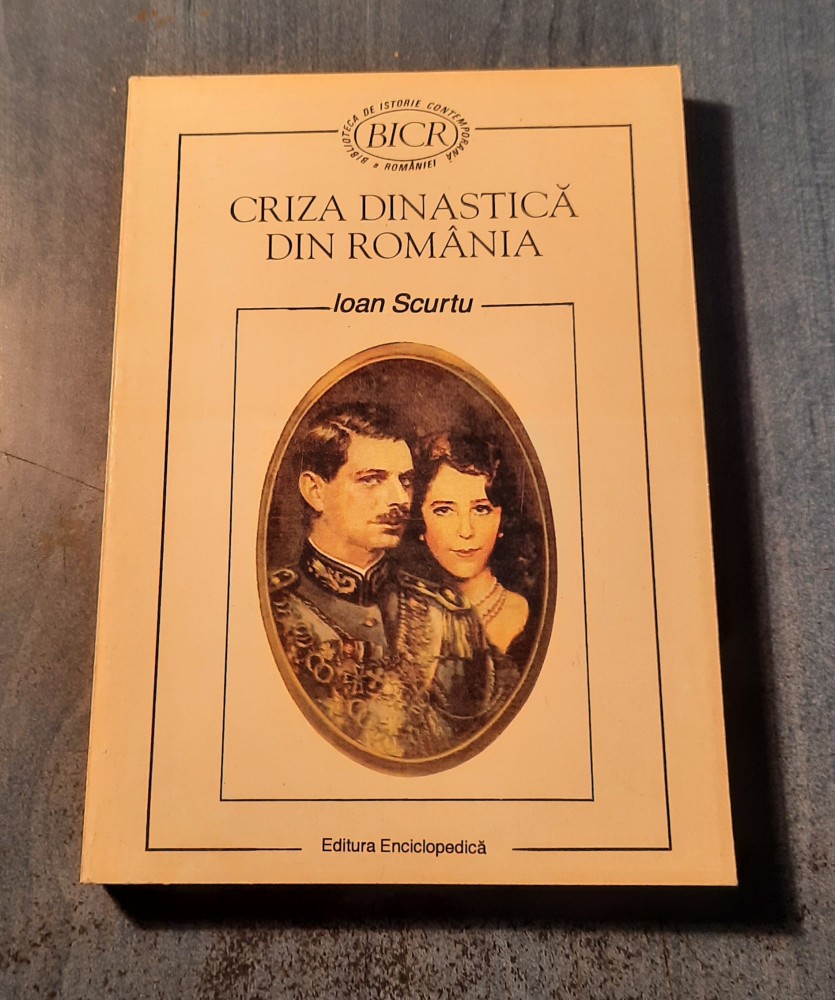 BIBLIOTECA DE ISTORIE CONTEMPORANĂ a ROMÂNIEI
BICR
CRIZA DINASTICĂ
DIN ROMÂNIA
Ioan Scurtu
Editura Enciclopedică